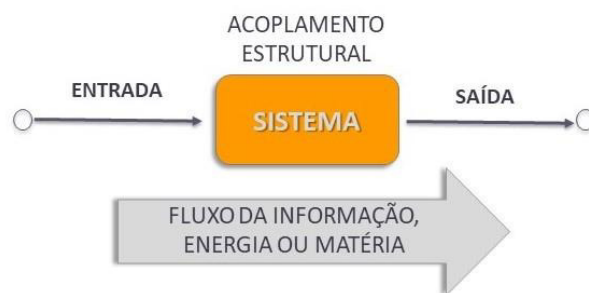 ACOPLAMENTO
ESTRUTURAL
ENTRADA
SISTEMA
SAÍDA
FLUXO DA INFORMAÇÃO,
ENERGIA OU MATÉRIA